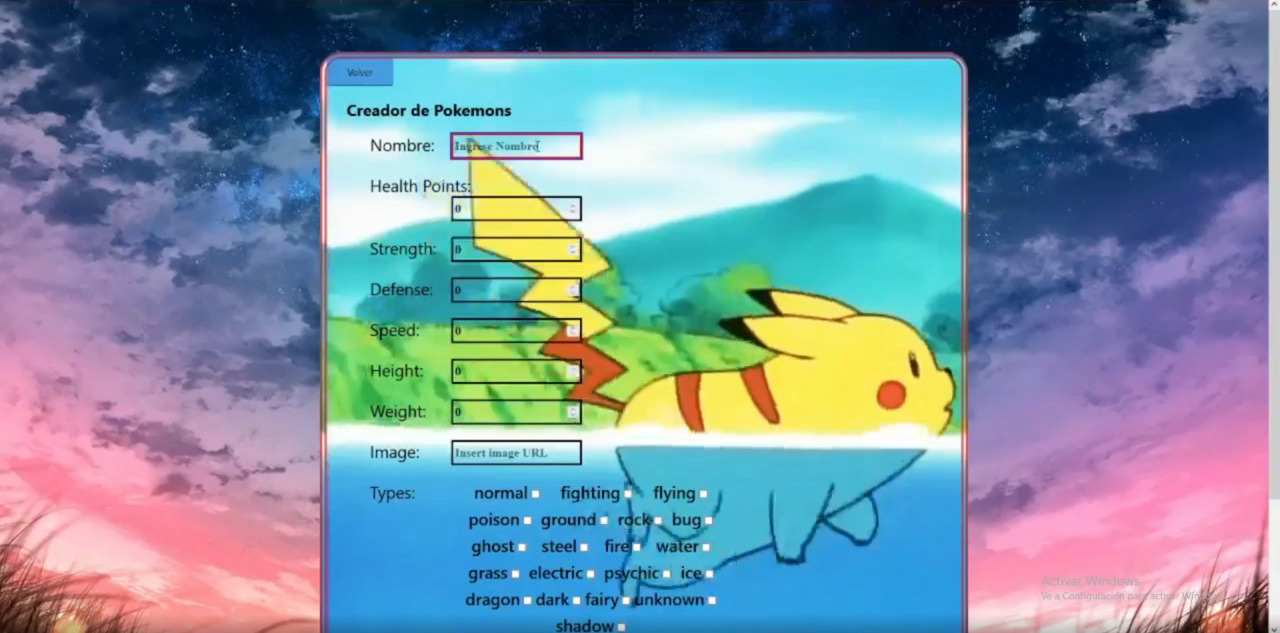 Volver
Creador de Pokemons
Nombre: Ingrese Nombre
Health Points:
0
Strength: 0
Defense: 0
Speed: 0
Height: 0
Weight: 0
Image: Insert image URL
Types: normal fighting flying
poison ground rock bug
ghost steel fire water
grass electric psychic ice
dragon dark fairy unknown
shadow
Activar Windows
Ve a Configuración para activar Windows.